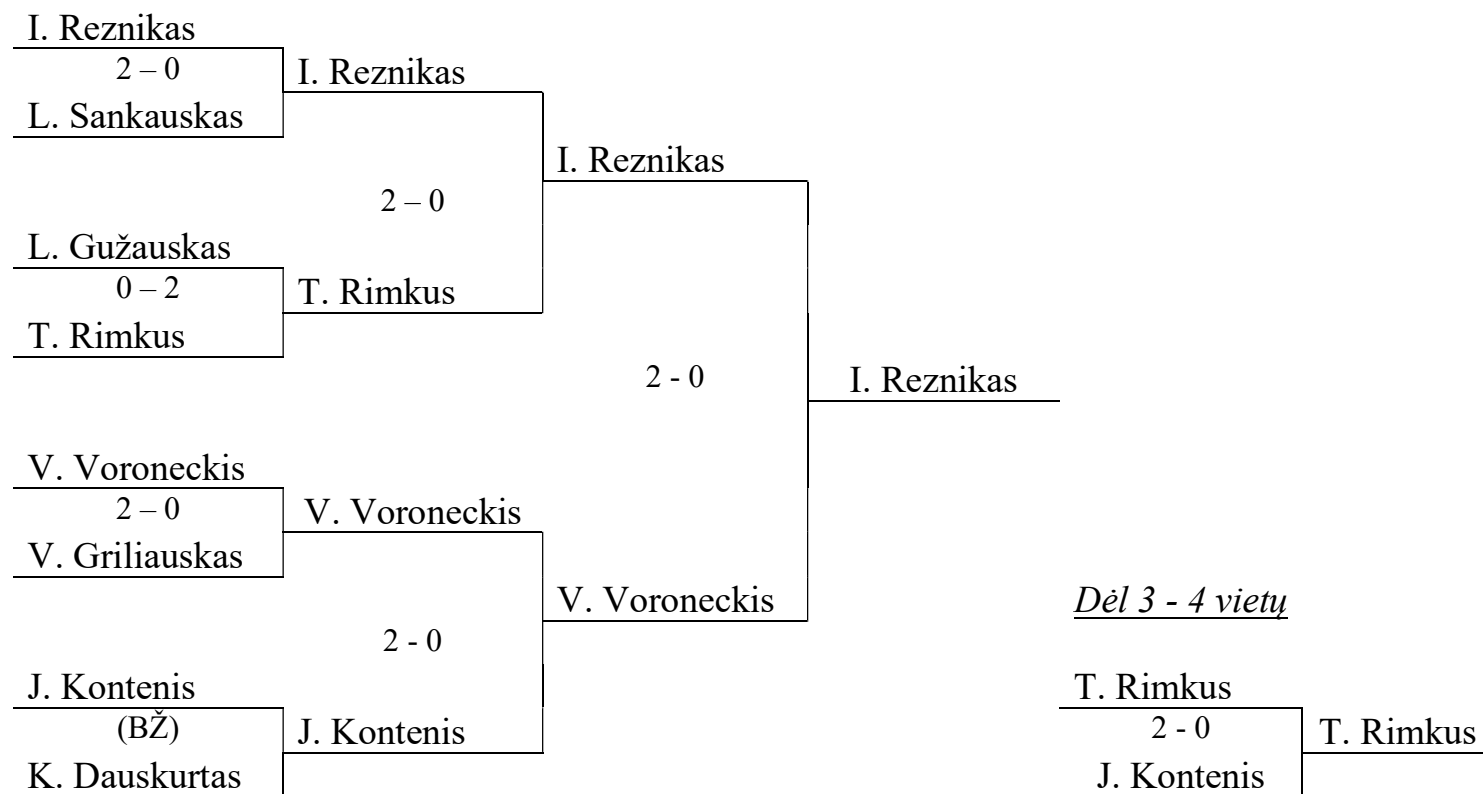 I. Reznikas
2 – 0
I. Reznikas
L. Sankauskas
I. Reznikas
2 – 0
L. Gužauskas
0 – 2
T. Rimkus
T. Rimkus
2 - 0
I. Reznikas
V. Voroneckis
2 – 0
V. Voroneckis
V. Griliauskas
V. Voroneckis
Dėl 3 - 4 vietų
2 - 0
J. Kontenis
(BŽ)
J. Kontenis
K. Dauskurtas
T. Rimkus
2 - 0
T. Rimkus
J. Kontenis